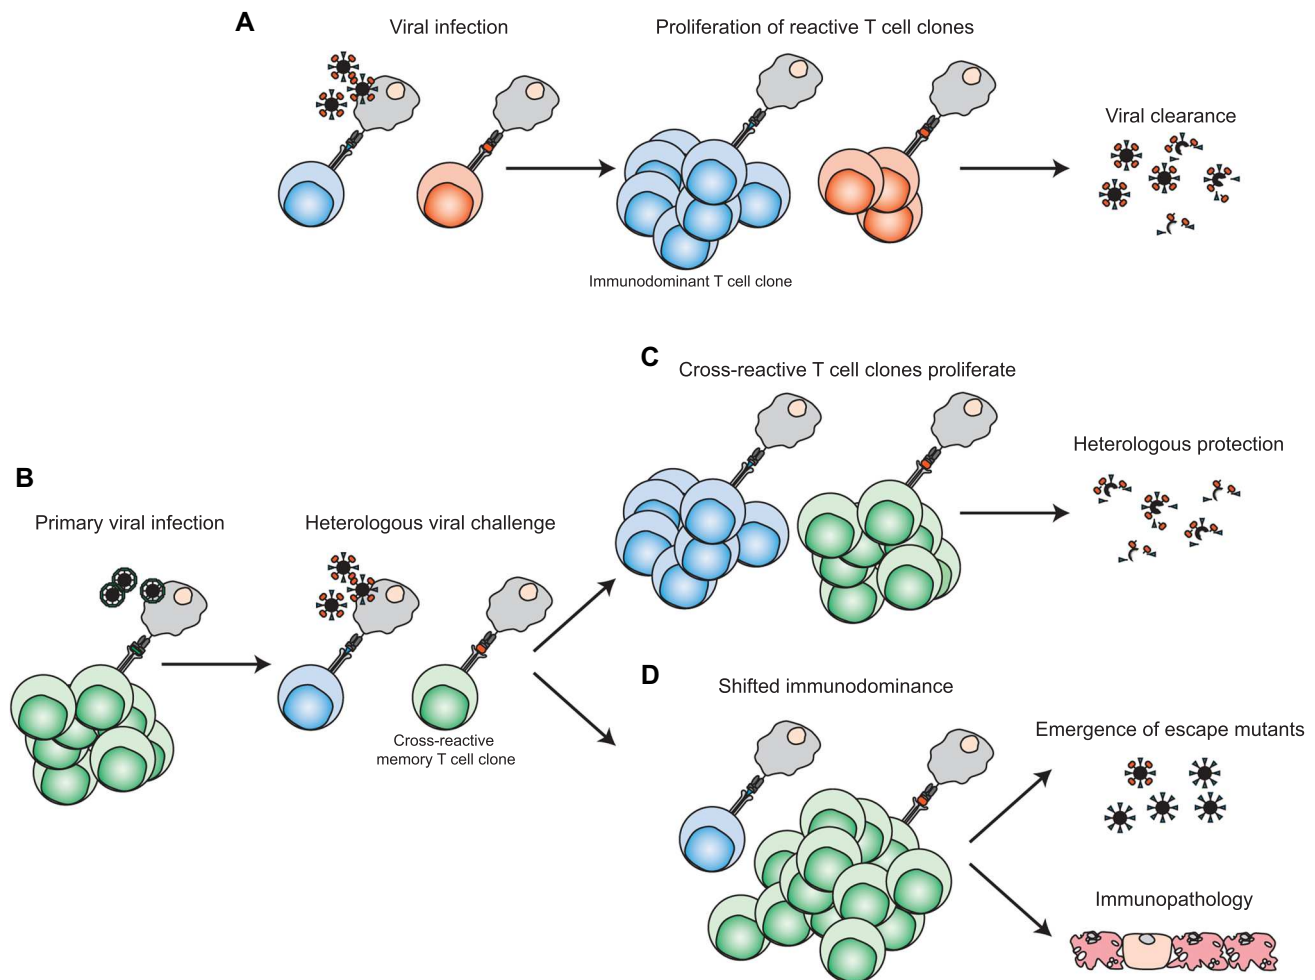 A
Viral infection
Proliferation of reactive T cell clones
Viral clearance
Immunodominant T cell clone
B
Primary viral infection
Heterologous viral challenge
Cross-reactive
memory T cell clone
C
Cross-reactive T cell clones proliferate
Heterologous protection
D
Shifted immunodominance
Emergence of escape mutants
Immunopathology